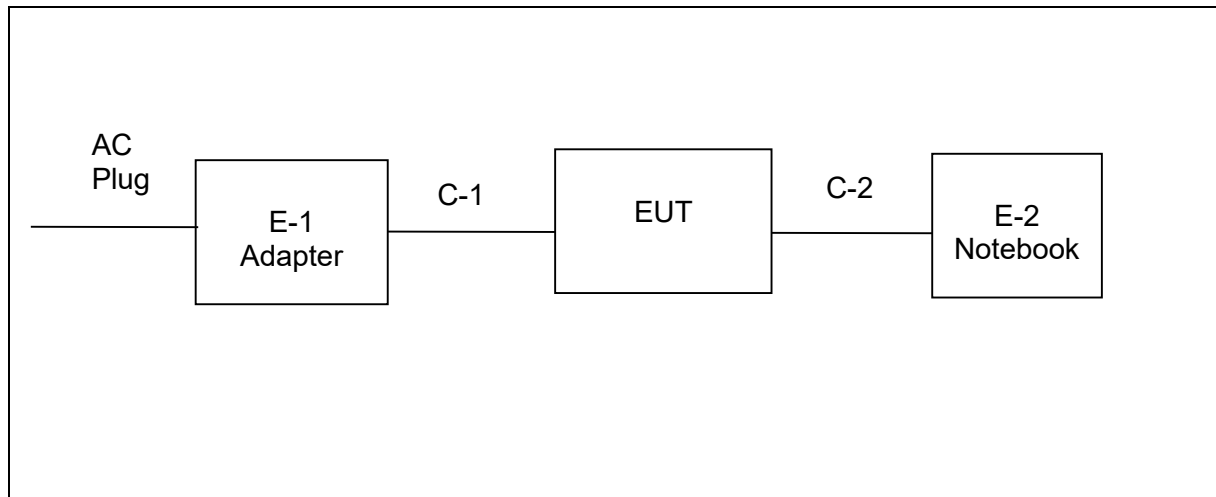 AC
Plug
E-1
Adapter
C-1
EUT
C-2
E-2
Notebook